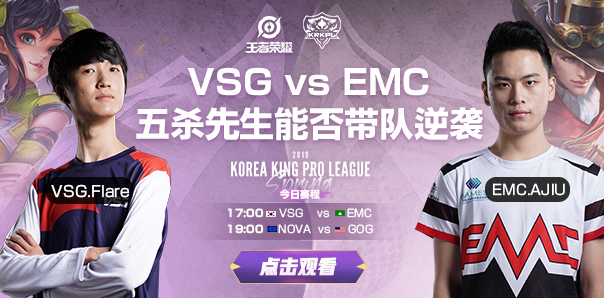 王者荣耀
KRKPL
VSG vs EMC
五杀先生能否带队逆袭
2019
KOREA KING PRO LEAGUE
Spring
今日赛程
VSG.Flare
EMC.AJIU
17:00 VSG vs EMC
19:00 NOVA vs GOG
EMC
点击观看